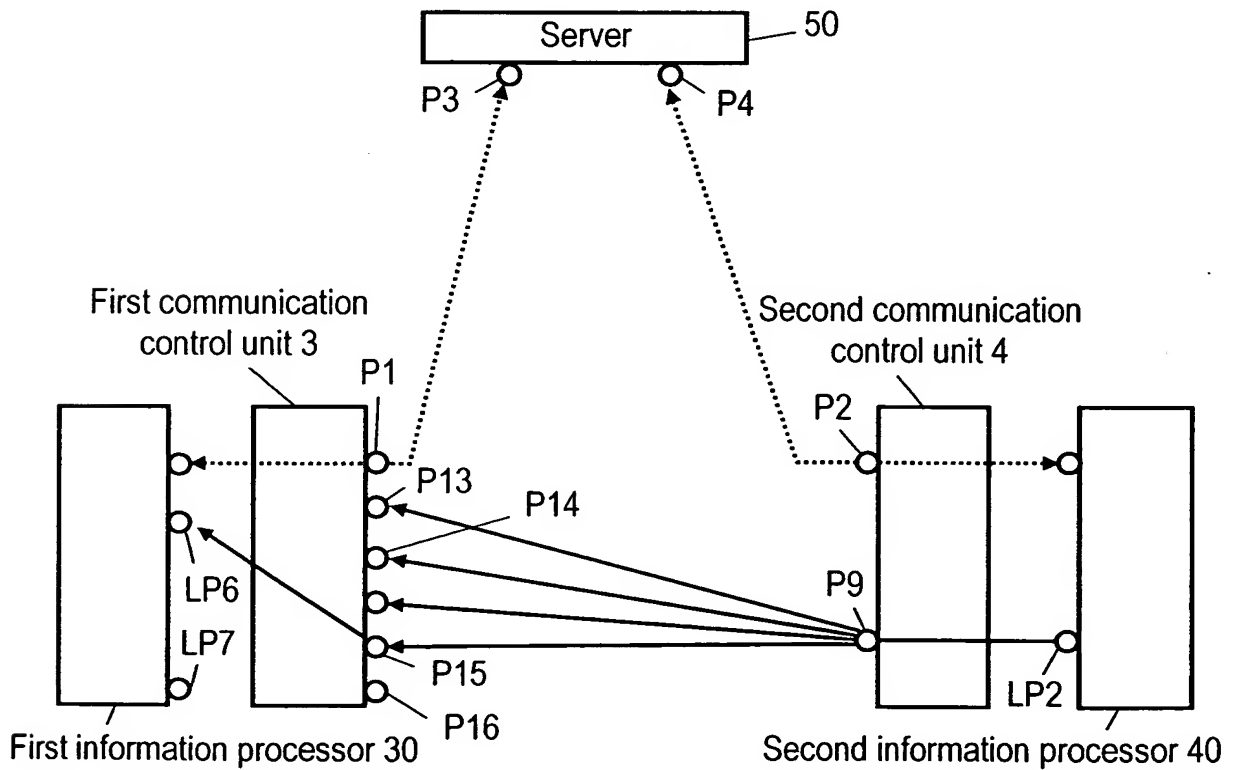 Server
50
P3
P4
First communication
control unit 3
Second communication
control unit 4
P1
P2
P13
P14
P9
LP6
LP7
P15
P16
LP2
First information processor 30
Second information processor 40